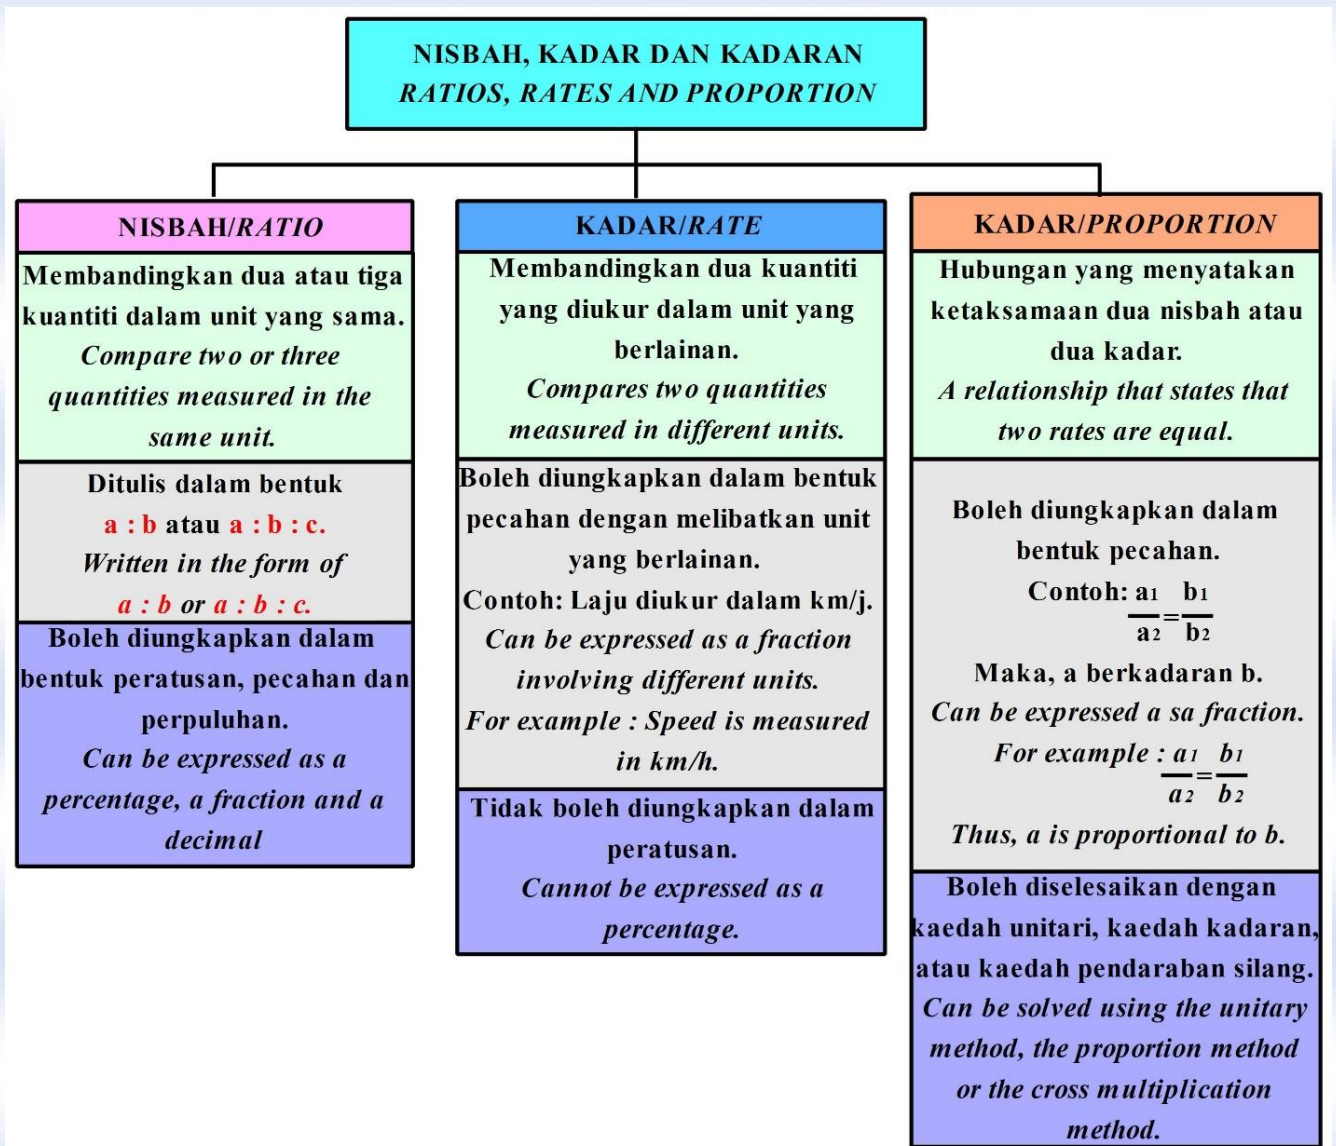 NISBAH, KADAR DAN KADARAN
RATIOS, RATES AND PROPORTION
NISBAH/RATIO
Membandingkan dua atau tiga
kuantiti dalam unit yang sama.
Compare two or three
quantities measured in the
same unit.
Ditulis dalam bentuk
a : b atau a : b : c.
Written in the form of
a : b or a : b : c.
Boleh diungkapkan dalam
bentuk peratusan, pecahan dan
perpuluhan.
Can be expressed as a
percentage, a fraction and a
decimal
KADAR/RATE
Membandingkan dua kuantiti
yang diukur dalam unit yang
berlainan.
Compares two quantities
measured in different units.
Boleh diungkapkan dalam bentuk
pecahan dengan melibatkan unit
yang berlainan.
Contoh: Laju diukur dalam km/j.
Can be expressed as a fraction
involving different units.
For example : Speed is measured
in km/h.
Tidak boleh diungkapkan dalam
peratusan.
Cannot be expressed as a
percentage.
KADAR/PROPORTION
Hubungan yang menyatakan
ketaksamaan dua nisbah atau
dua kadar.
A relationship that states that
two rates are equal.
Boleh diungkapkan dalam
bentuk pecahan.
Contoh: a1/a2 = b1/b2
Maka, a berkadaran b.
Can be expressed a sa fraction.
For example : a1/a2 = b1/b2
Thus, a is proportional to b.
Boleh diselesaikan dengan
kaedah unitari, kaedah kadaran,
atau kaedah pendaraban silang.
Can be solved using the unitary
method, the proportion method
or the cross multiplication
method.